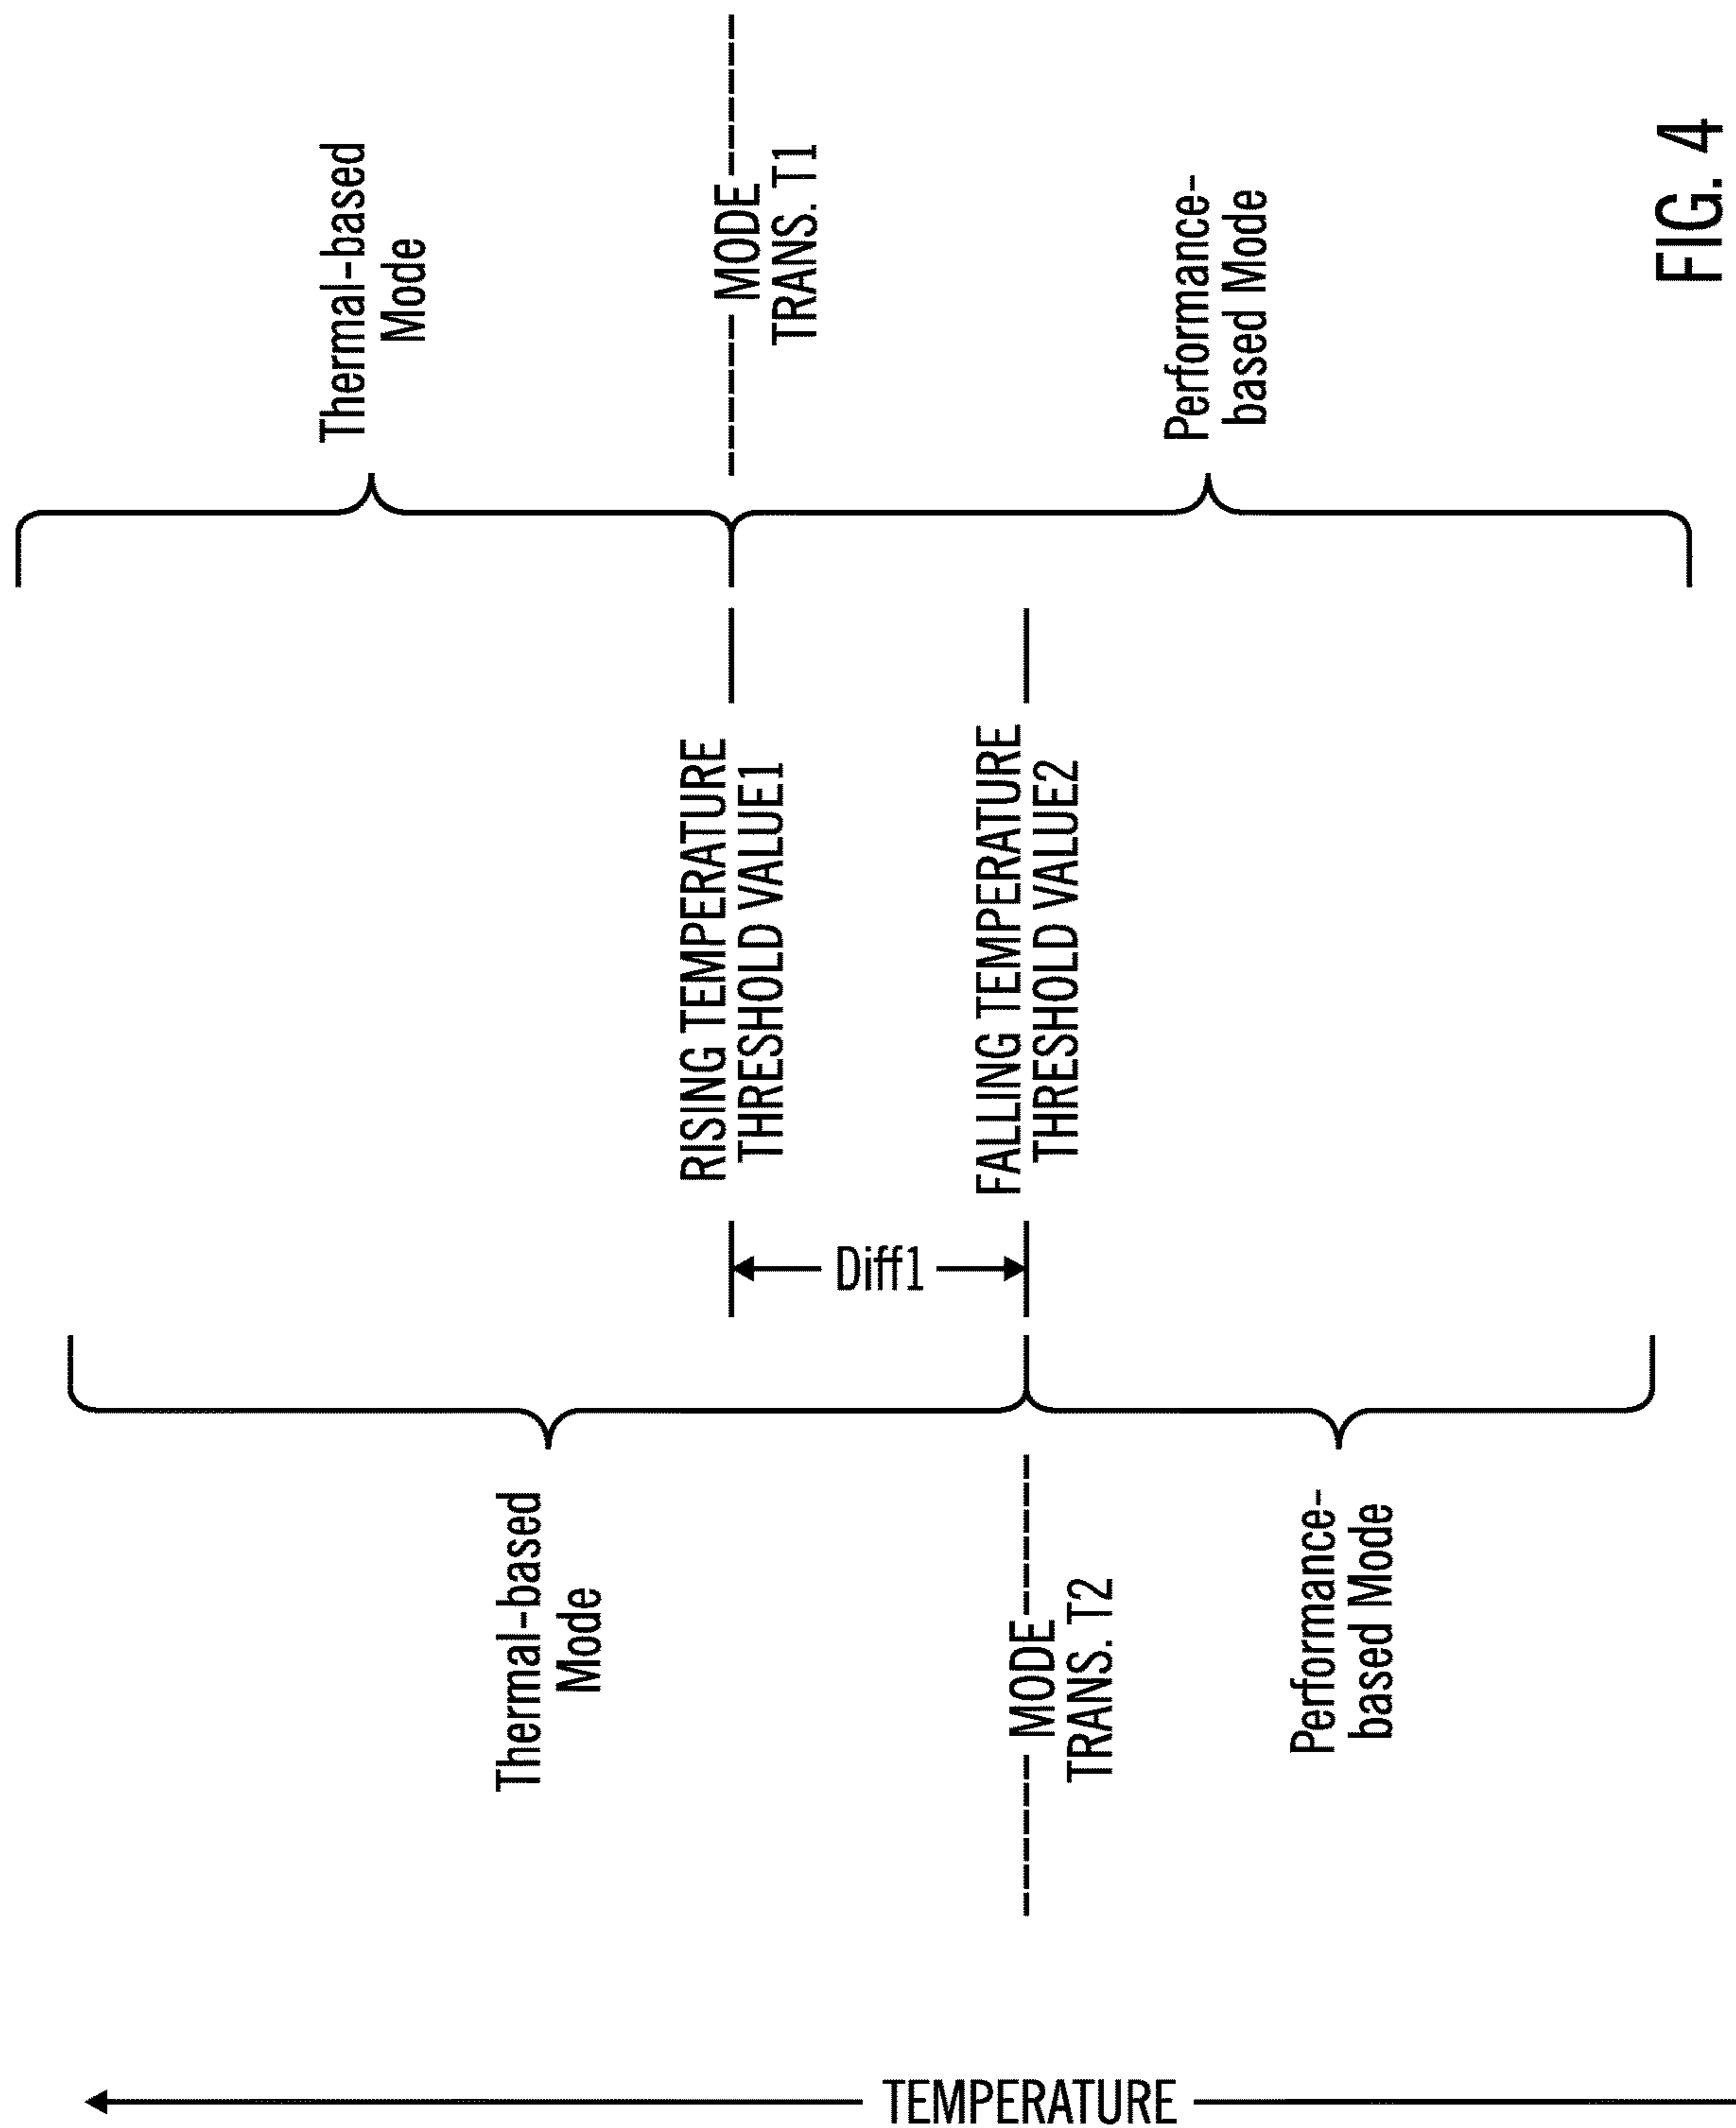 TEMPERATURE
Thermal-based
Mode
MODE
TRANS. T2
Performance-
based Mode
Diff1
RISING TEMPERATURE
THRESHOLD VALUE1
FALLING TEMPERATURE
THRESHOLD VALUE2
Thermal-based
Mode
MODE
TRANS. T1
Performance-
based Mode
FIG. 4